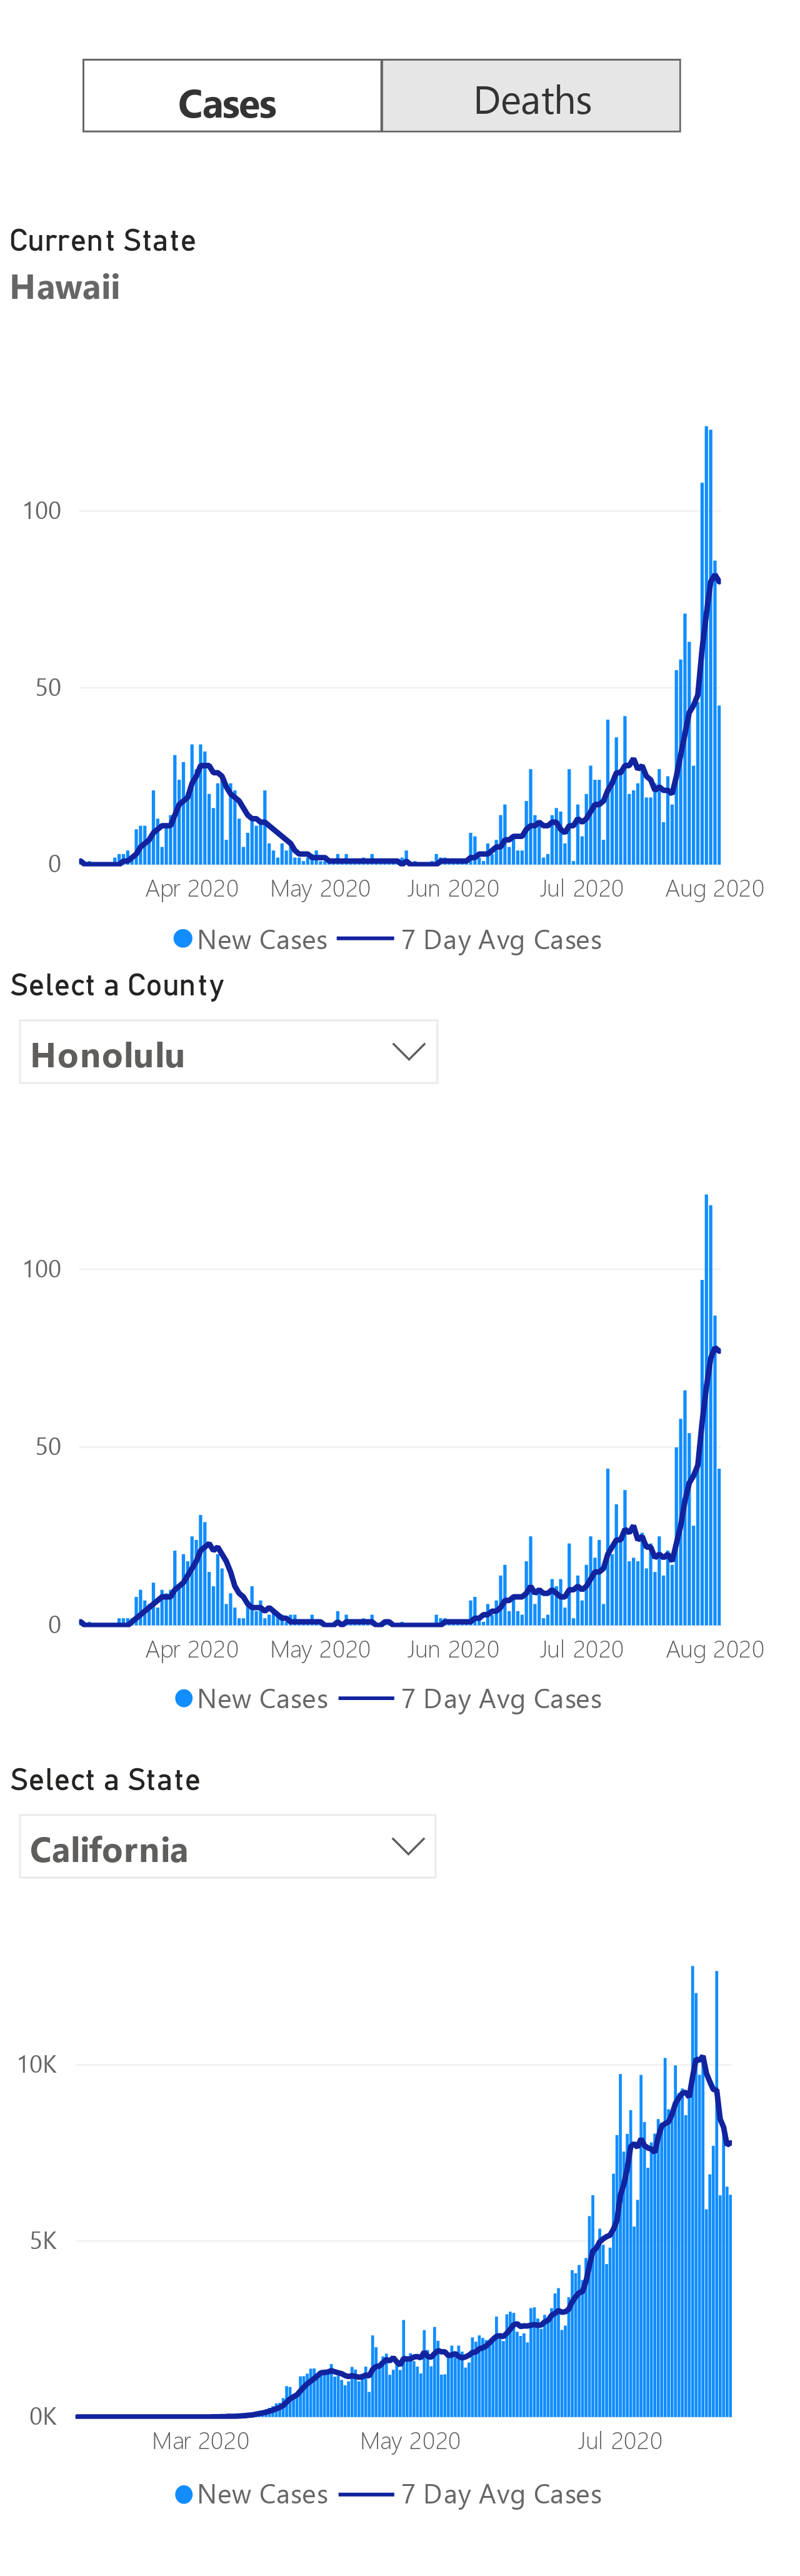 Cases Deaths
Current State
Hawaii
100
50
0
Apr 2020 May 2020 Jun 2020 Jul 2020 Aug 2020
New Cases 7 Day Avg Cases
Select a County
Honolulu
100
50
0
Apr 2020 May 2020 Jun 2020 Jul 2020 Aug 2020
New Cases 7 Day Avg Cases
Select a State
California
10K
5K
0K
Mar 2020 May 2020 Jul 2020
New Cases 7 Day Avg Cases